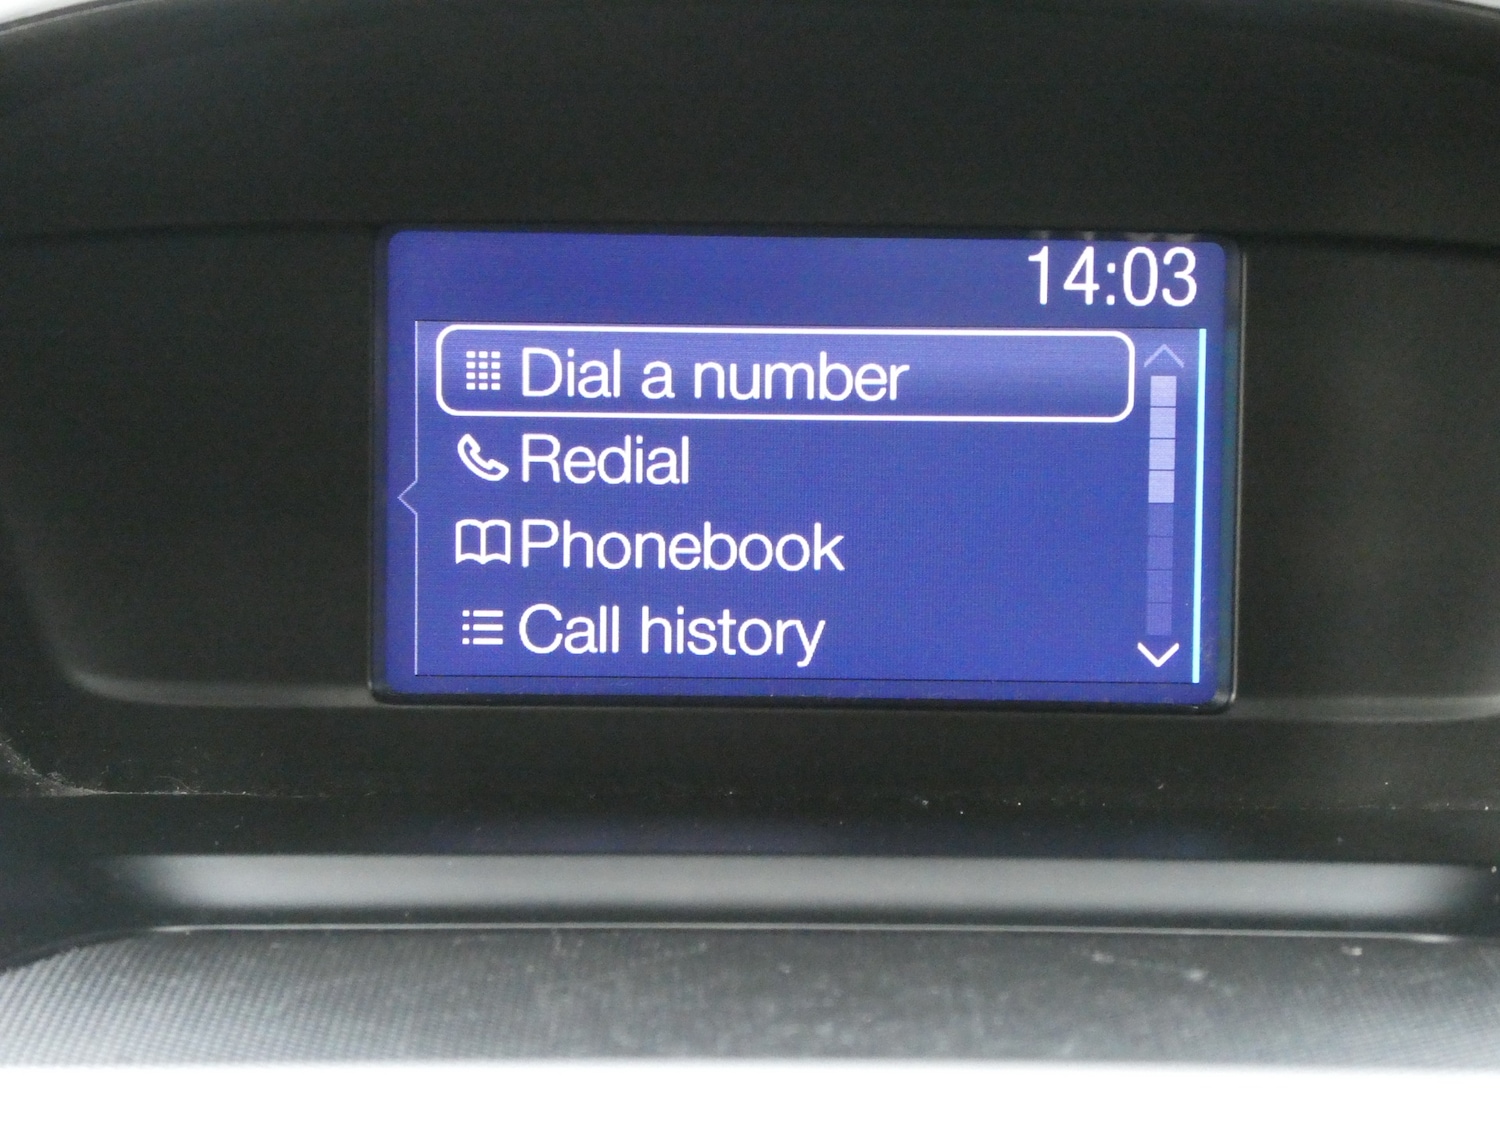 14:03
Dial a number
Redial
Phonebook
Call history